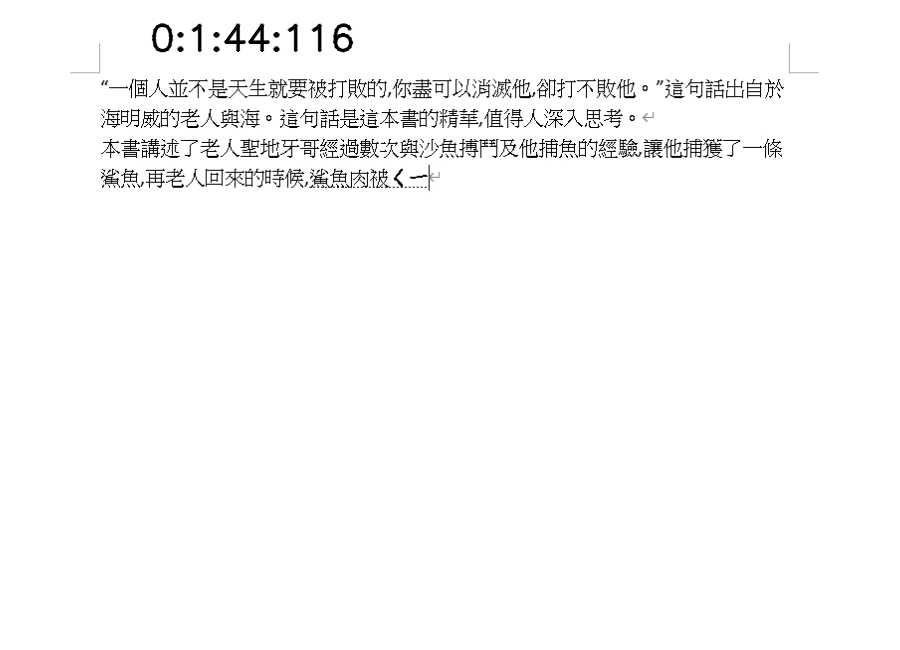 0:1:44:116
“一個人並不是天生就要被打敗的,你盡可以消滅他,卻打不敗他。”這句話出自於
海明威的老人與海。這句話是這本書的精華,值得人深入思考。
本書講述了老人聖地牙哥經過數次與沙魚搏鬥及他捕魚的經驗,讓他捕獲了一條
鯊魚,再老人回來的時候,鯊魚肉被ㄑ一